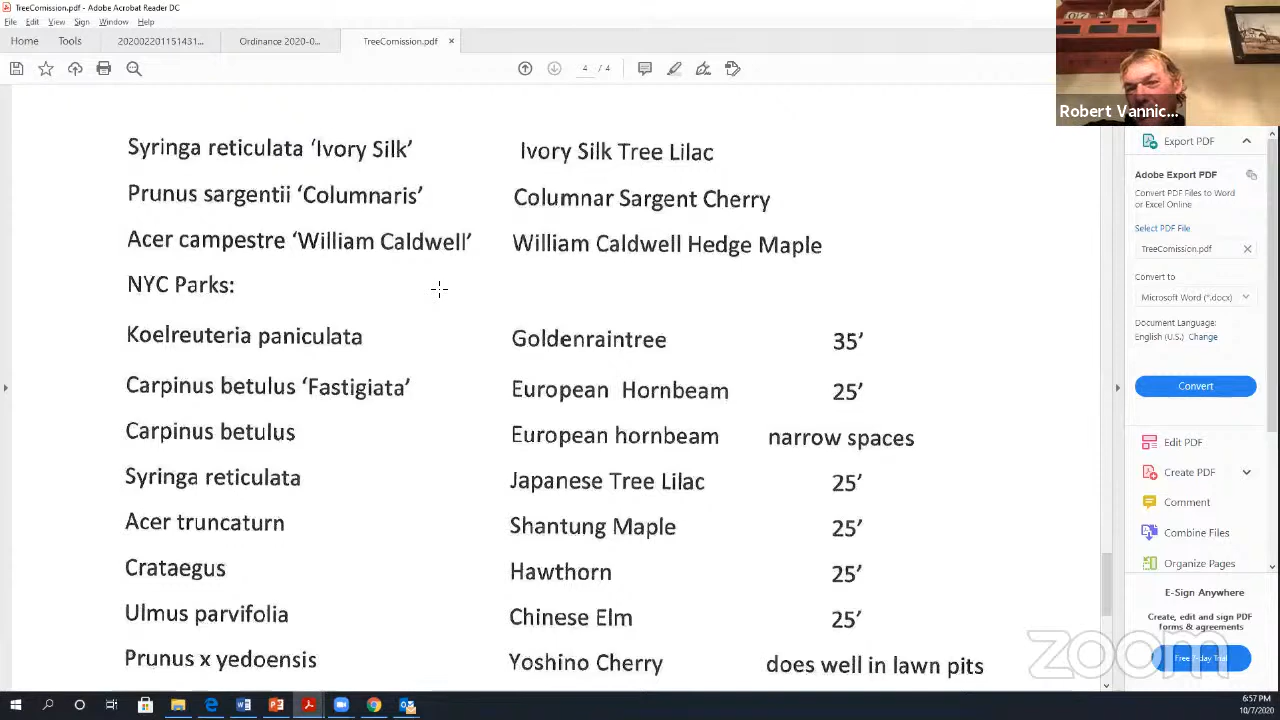 TreeComission.pdf - Adobe Acrobat Reader DC
File Edit View Sign Window Help
Home Tools 202002201151431... Ordinance 2020-0... TreeComission.pdf ×
4 / 4
Robert Vannic...
Syringa reticulata ‘Ivory Silk’ Ivory Silk Tree Lilac
Prunus sargentii ‘Columnaris’ Columnar Sargent Cherry
Acer campestre ‘William Caldwell’ William Caldwell Hedge Maple
NYC Parks:
Koelreuteria paniculata Goldenraintree 35’
Carpinus betulus ‘Fastigiata’ European Hornbeam 25’
Carpinus betulus European hornbeam narrow spaces
Syringa reticulata Japanese Tree Lilac 25’
Acer truncaturn Shantung Maple 25’
Crataegus Hawthorn 25’
Ulmus parvifolia Chinese Elm 25’
Prunus x yedoensis Yoshino Cherry does well in lawn pits
Export PDF
Adobe Export PDF
Convert PDF Files to Word
or Excel Online
Select PDF File
TreeComission.pdf
Convert to
Microsoft Word (*.docx)
Document Language:
English (U.S.) Change
Convert
Edit PDF
Create PDF
Comment
Combine Files
Organize Pages
E-Sign Anywhere
Create, edit and sign PDF
forms & agreements
Free 7-day Trial
zoom
6:57 PM
10/7/2020